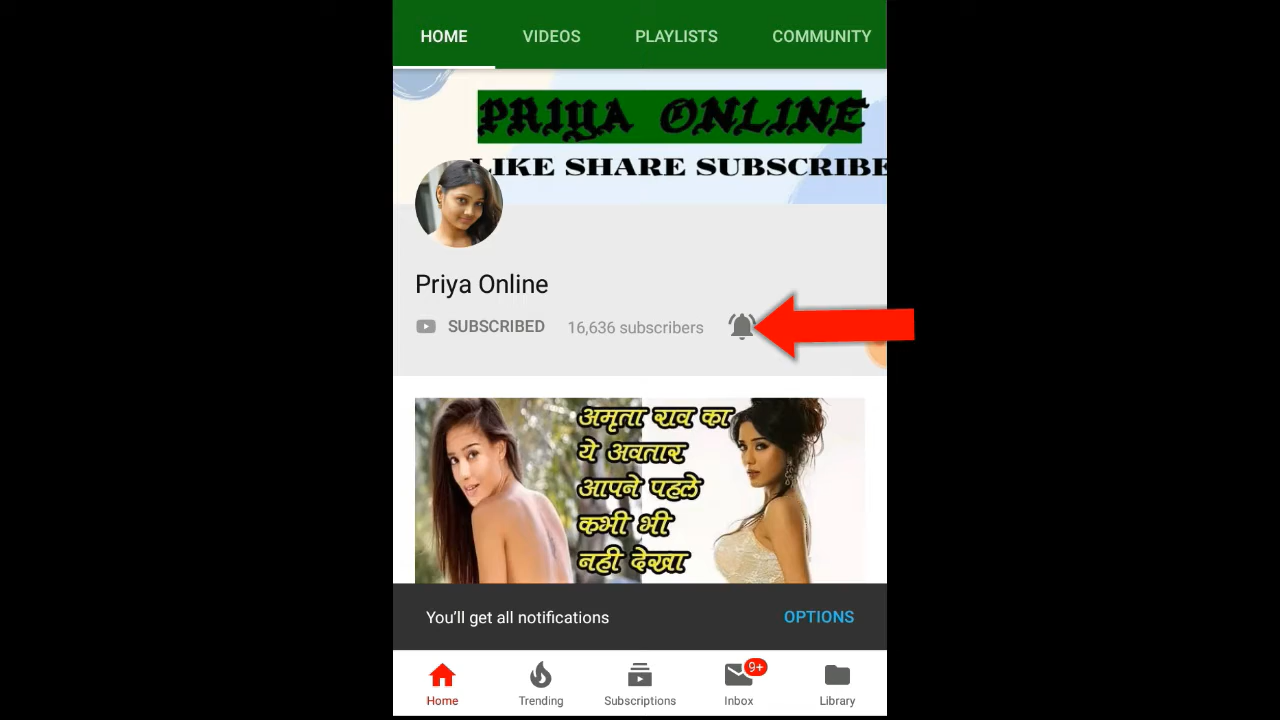 HOME VIDEOS PLAYLISTS COMMUNITY
PRIYA ONLINE
LIKE SHARE SUBSCRIBE
Priya Online
SUBSCRIBED 16,636 subscribers
अमृता राव का
ये अवतार
आपने पहले
कभी भी
नही देखा
You'll get all notifications OPTIONS
9+
Home Trending Subscriptions Inbox Library